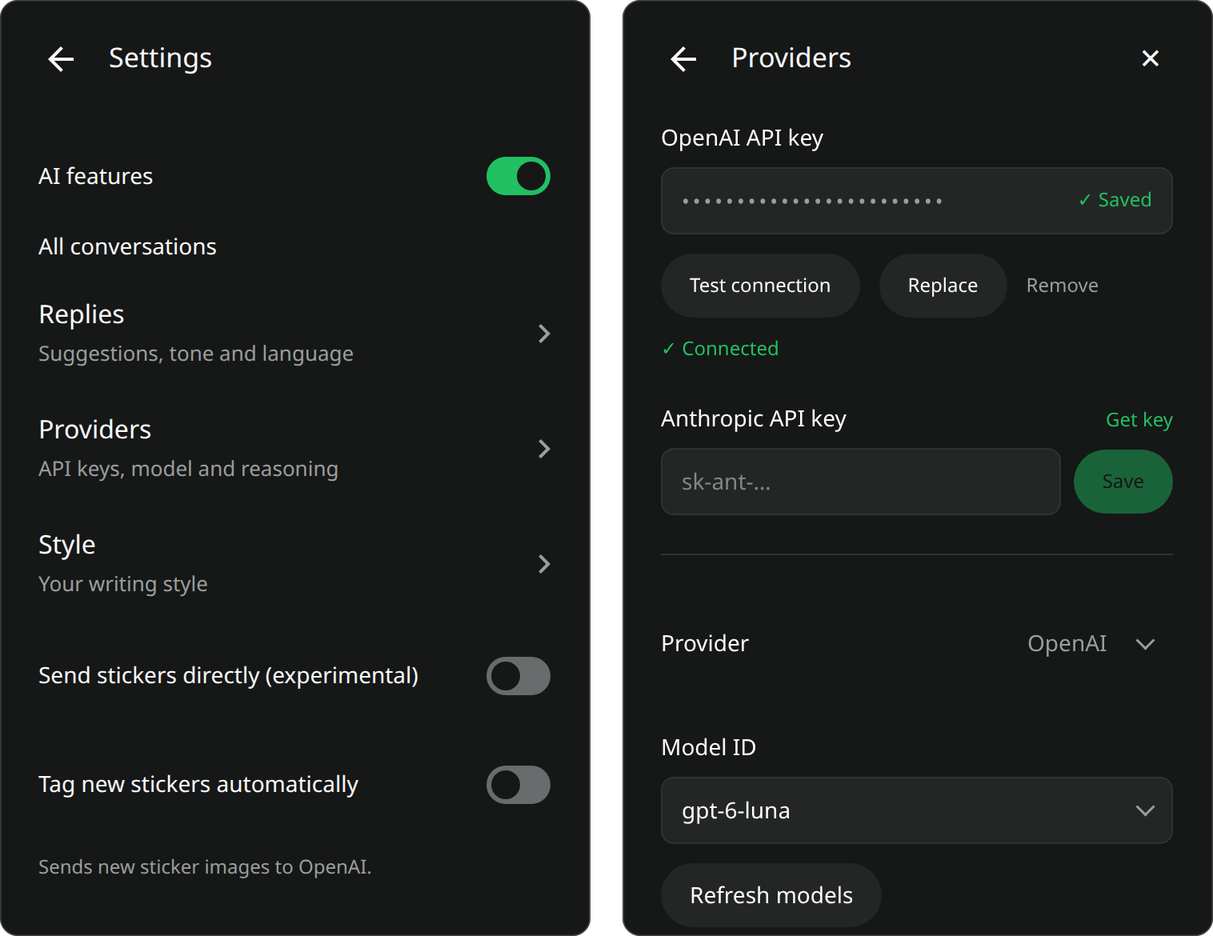 Settings
AI features
All conversations
Replies
Suggestions, tone and language
Providers
API keys, model and reasoning
Style
Your writing style
Send stickers directly (experimental)
Tag new stickers automatically
Sends new sticker images to OpenAI.
Providers
OpenAI API key
✓ Saved
Test connection
Replace
Remove
✓ Connected
Anthropic API key
Get key
sk-ant-...
Save
Provider
OpenAI
Model ID
gpt-6-luna
Refresh models